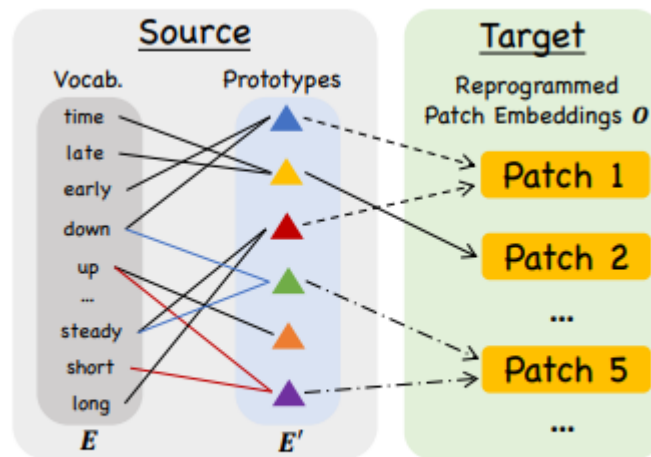 Source
Vocab.
Prototypes
time
late
early
down
up
...
steady
short
long
E
E'
Target
Reprogrammed
Patch Embeddings O
Patch 1
Patch 2
...
Patch 5
...